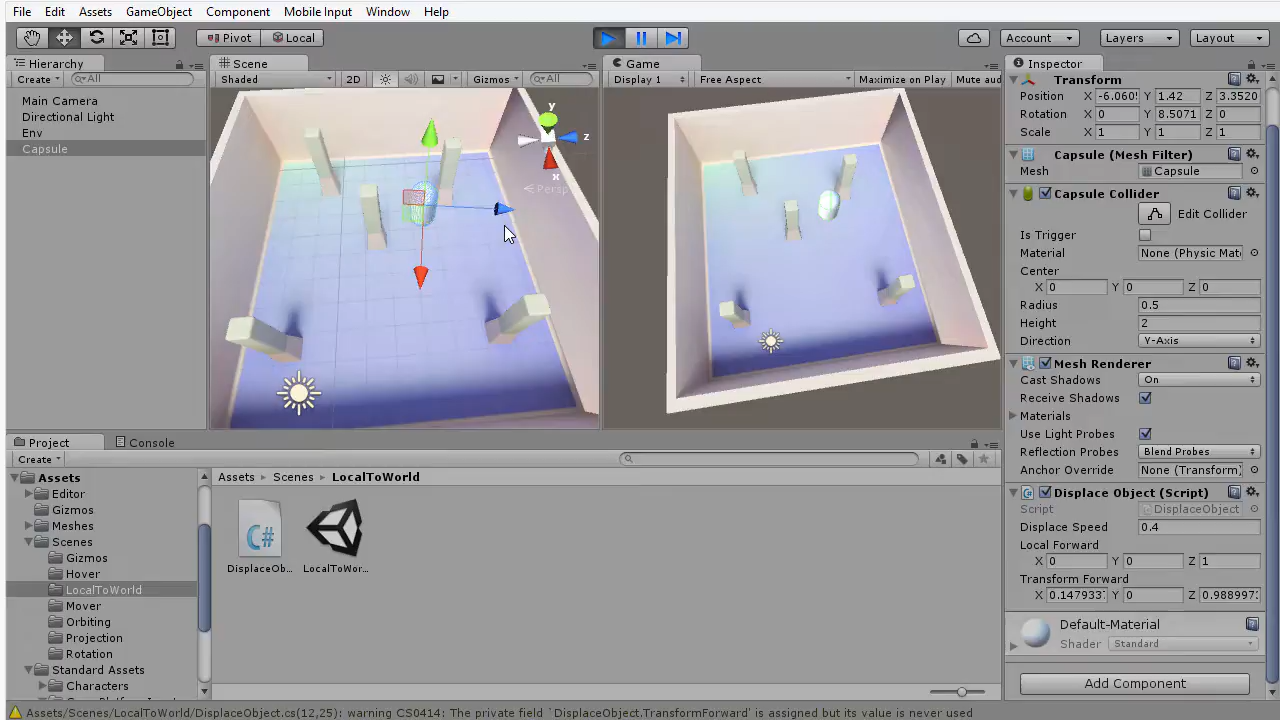 File Edit Assets GameObject Component Mobile Input Window Help
Pivot Local Account Layers Layout
Hierarchy
Create All
Main Camera
Directional Light
Env
Capsule
Scene
Shaded 2D Gizmos All
y
z
x
Persp
Game
Display 1 Free Aspect Maximize on Play Mute aud
Inspector
Transform
Position X -6.060 Y 1.42 Z 3.3520
Rotation X 0 Y 8.5071 Z 0
Scale X 1 Y 1 Z 1
Capsule (Mesh Filter)
Mesh Capsule
Capsule Collider
Edit Collider
Is Trigger
Material None (Physic Mat
Center
X 0 Y 0 Z 0
Radius 0.5
Height 2
Direction Y-Axis
Mesh Renderer
Cast Shadows On
Receive Shadows
Materials
Use Light Probes
Reflection Probes Blend Probes
Anchor Override None (Transform)
Displace Object (Script)
Script DisplaceObject
Displace Speed 0.4
Local Forward
X 0 Y 0 Z 1
Transform Forward
X 0.147933 Y 0 Z 0.988997
Default-Material
Shader Standard
Add Component
Project Console
Create
Assets
Editor
Gizmos
Meshes
Scenes
Gizmos
Hover
LocalToWorld
Mover
Orbiting
Projection
Rotation
Standard Assets
Characters
Assets Scenes LocalToWorld
DisplaceOb... LocalToWor...
Assets/Scenes/LocalToWorld/DisplaceObject.cs(12,25): warning CS0414: The private field `DisplaceObject.TransformForward' is assigned but its value is never used